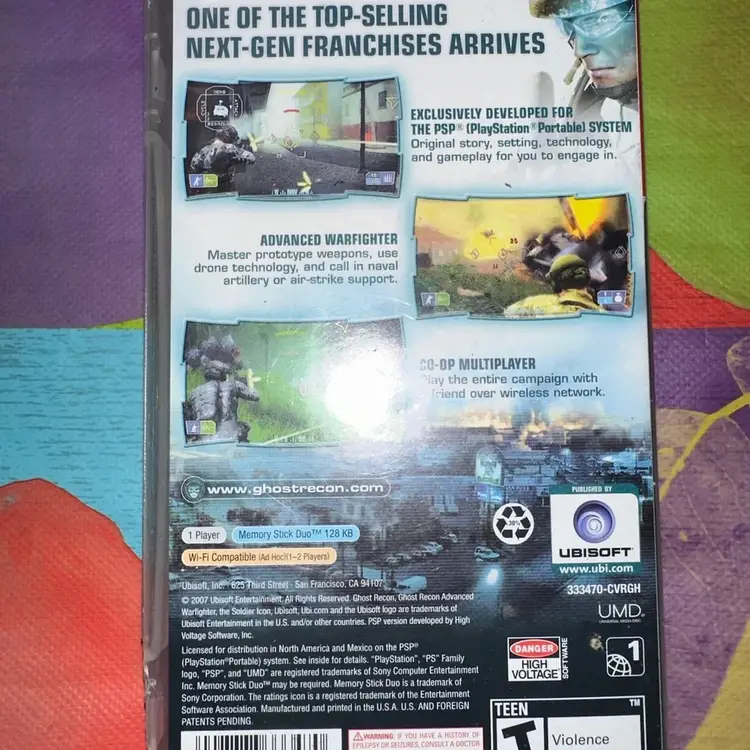 ONE OF THE TOP-SELLING
NEXT-GEN FRANCHISES ARRIVES
EXCLUSIVELY DEVELOPED FOR
THE PSP® (PlayStation®Portable) SYSTEM
Original story, setting, technology,
and gameplay for you to engage in.
ADVANCED WARFIGHTER
Master prototype weapons, use
drone technology, and call in naval
artillery or air-strike support.
CO-OP MULTIPLAYER
Play the entire campaign with
friend over wireless network.
www.ghostrecon.com
30%
PUBLISHED BY
UBISOFT
www.ubi.com
1 Player
Memory Stick Duo™ 128 KB
Wi-Fi Compatible (Ad Hoc)(1-2 Players)
333470-CVRGH
UMD
UNIVERSAL MEDIA DISC
Ubisoft, Inc. · 625 Third Street · San Francisco, CA 94107
© 2007 Ubisoft Entertainment. All Rights Reserved. Ghost Recon, Ghost Recon Advanced
Warfighter, the Soldier Icon, Ubisoft, Ubi.com and the Ubisoft logo are trademarks of
Ubisoft Entertainment in the U.S. and/or other countries. PSP version developed by High
Voltage Software, Inc.
Licensed for distribution in North America and Mexico on the PSP®
(PlayStation®Portable) system. See inside for details. "PlayStation", "PS" Family
logo, "PSP", and "UMD" are registered trademarks of Sony Computer Entertainment
Inc. Memory Stick Duo™ may be required. Memory Stick Duo is a trademark of
Sony Corporation. The ratings icon is a registered trademark of the Entertainment
Software Association. Manufactured and printed in the U.S.A. U.S. AND FOREIGN
PATENTS PENDING.
DANGER
HIGH
VOLTAGE
SOFTWARE
1
TEEN
T
Violence
WARNING: IF YOU HAVE A HISTORY OF
EPILEPSY OR SEIZURES, CONSULT A DOCTOR